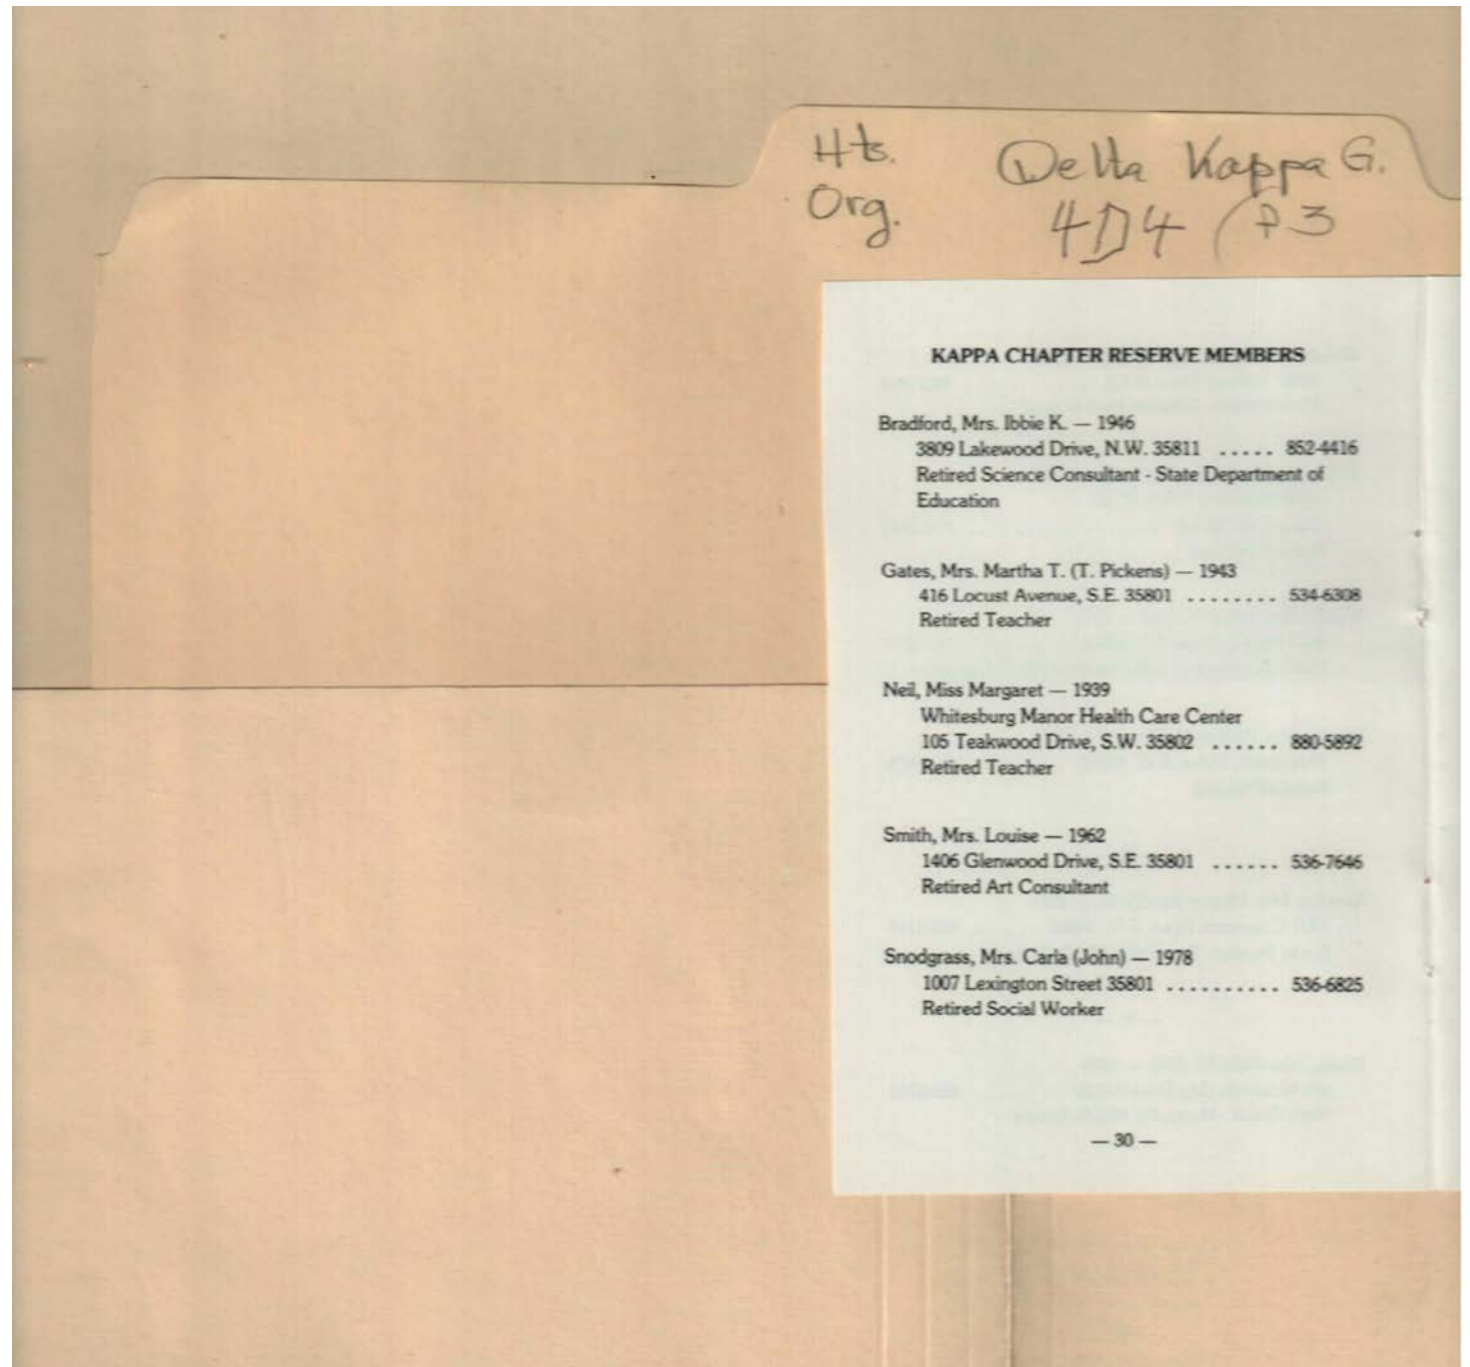 Hts. Delta Kappa G.
Org. 4D4 (P3
KAPPA CHAPTER RESERVE MEMBERS
Bradford, Mrs. Ibbie K. — 1946
3809 Lakewood Drive, N.W. 35811 ..... 852-4416
Retired Science Consultant - State Department of
Education
Gates, Mrs. Martha T. (T. Pickens) — 1943
416 Locust Avenue, S.E. 35801 ........ 534-6308
Retired Teacher
Neil, Miss Margaret — 1939
Whitesburg Manor Health Care Center
105 Teakwood Drive, S.W. 35802 ...... 880-5892
Retired Teacher
Smith, Mrs. Louise — 1962
1406 Glenwood Drive, S.E. 35801 ...... 536-7646
Retired Art Consultant
Snodgrass, Mrs. Carla (John) — 1978
1007 Lexington Street 35801 .......... 536-6825
Retired Social Worker
— 30 —